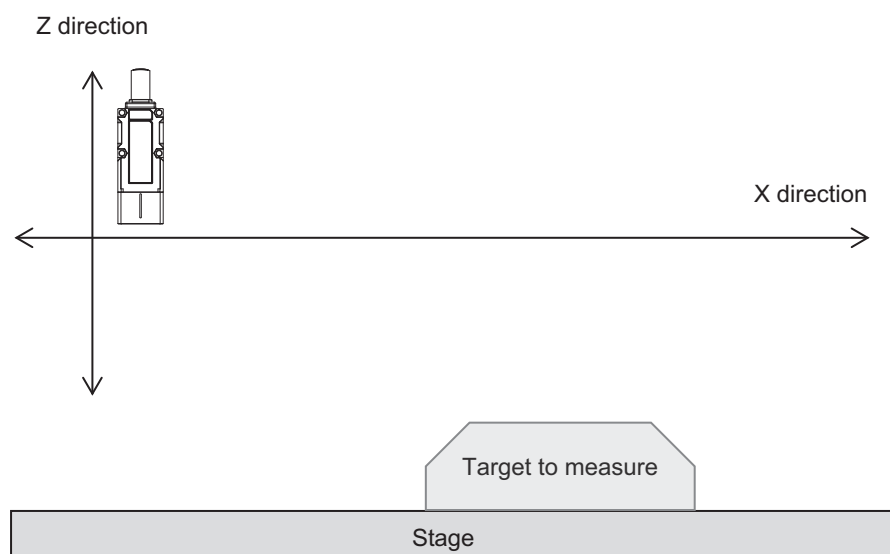 Z direction
X direction
Target to measure
Stage